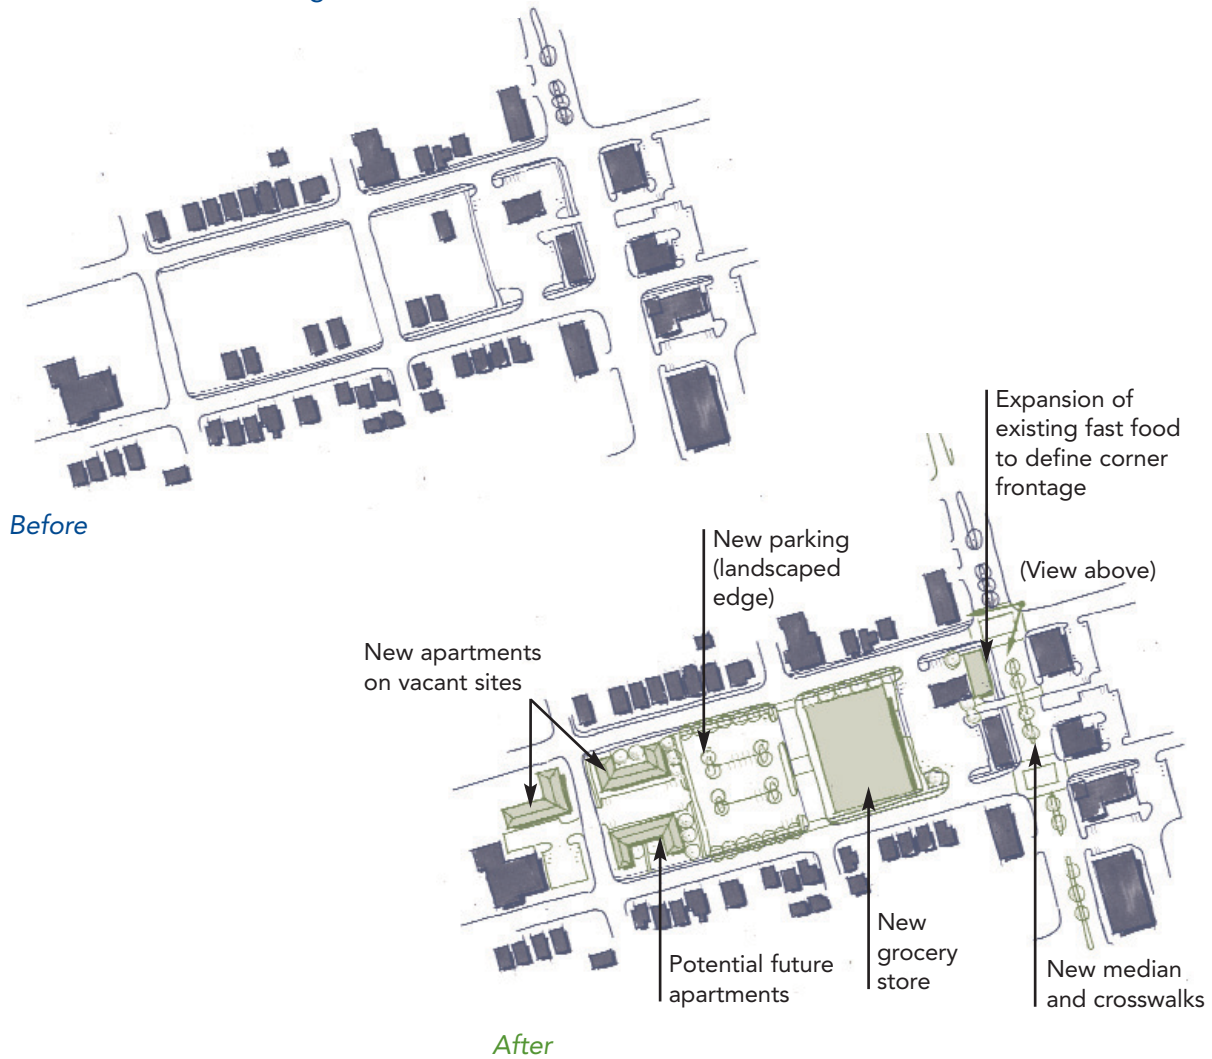 Before
Expansion of
existing fast food
to define corner
frontage
New parking
(landscaped
edge)
(View above)
New apartments
on vacant sites
Potential future
apartments
New
grocery
store
New median
and crosswalks
After